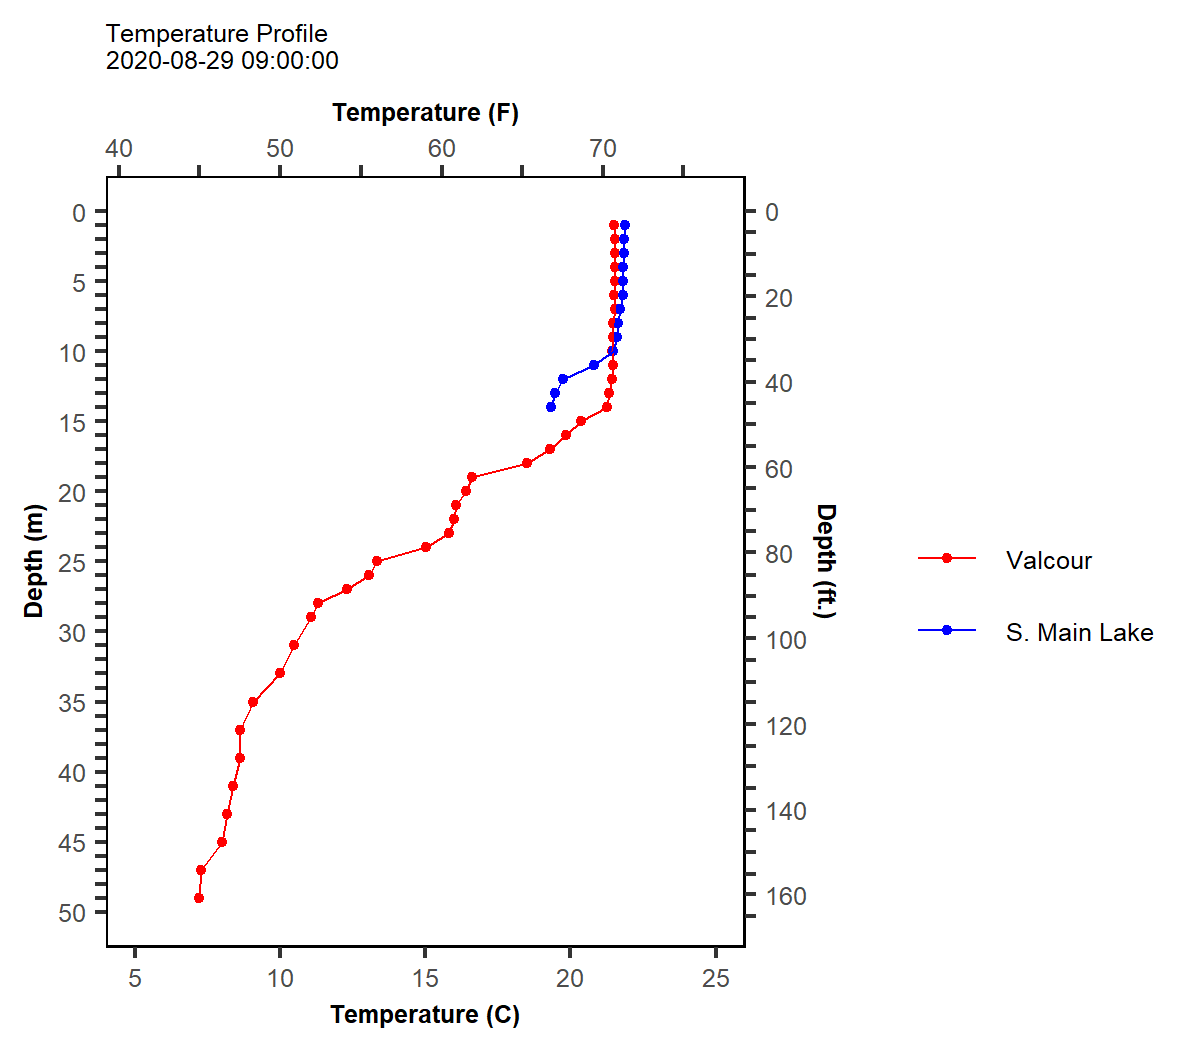 Temperature Profile
2020-08-29 09:00:00
Temperature (F)
40 50 60 70
0
5
10
15
20
25
30
35
40
45
50
Depth (m)
0
20
40
60
80
100
120
140
160
Depth (ft.)
Valcour
S. Main Lake
5 10 15 20 25
Temperature (C)